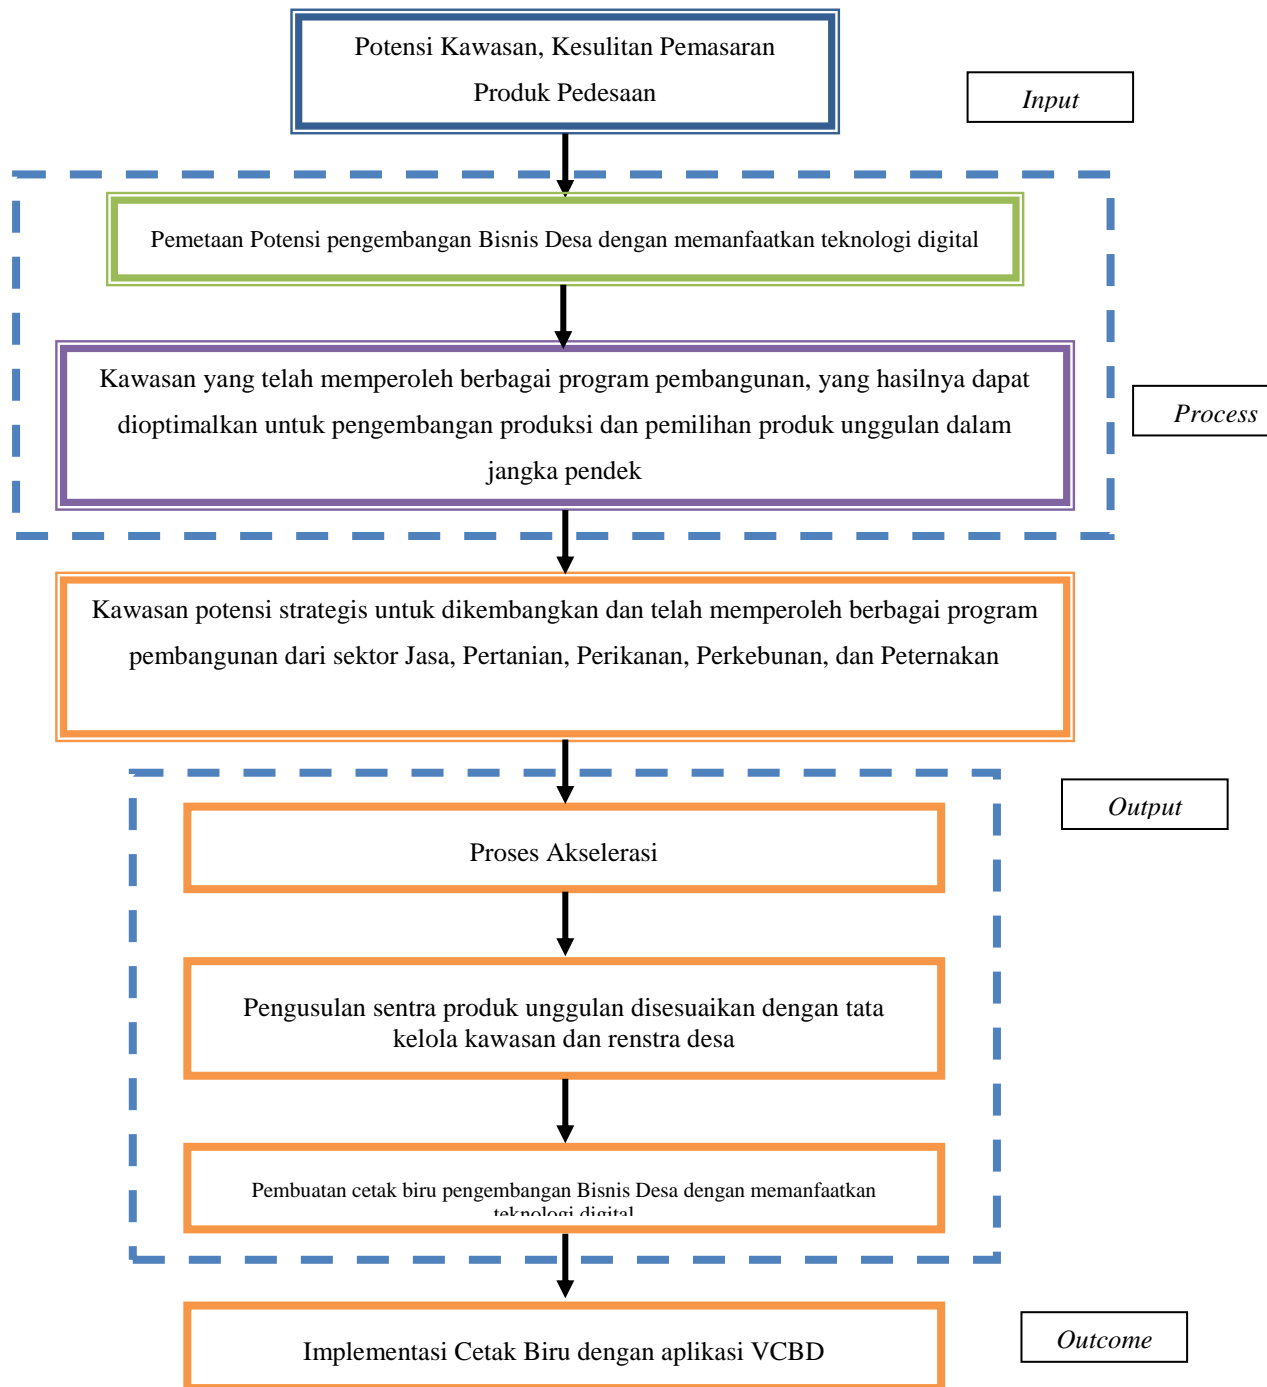 Potensi Kawasan, Kesulitan Pemasaran
Produk Pedesaan
Input
Pemetaan Potensi pengembangan Bisnis Desa dengan memanfaatkan teknologi digital
Kawasan yang telah memperoleh berbagai program pembangunan, yang hasilnya dapat
dioptimalkan untuk pengembangan produksi dan pemilihan produk unggulan dalam
jangka pendek
Process
Kawasan potensi strategis untuk dikembangkan dan telah memperoleh berbagai program
pembangunan dari sektor Jasa, Pertanian, Perikanan, Perkebunan, dan Peternakan
Output
Proses Akselerasi
Pengusulan sentra produk unggulan disesuaikan dengan tata
kelola kawasan dan renstra desa
Pembuatan cetak biru pengembangan Bisnis Desa dengan memanfaatkan
teknologi digital
Implementasi Cetak Biru dengan aplikasi VCBD
Outcome